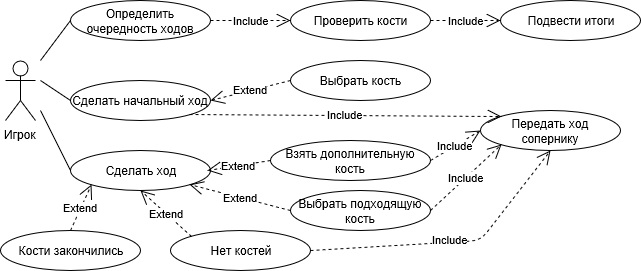 Определить
очередность ходов
Include
Проверить кости
Include
Подвести итоги
Игрок
Сделать начальный ход
Extend
Выбрать кость
Include
Передать ход
сопернику
Сделать ход
Extend
Взять дополнительную
кость
Include
Extend
Выбрать подходящую
кость
Include
Extend
Extend
Кости закончились
Нет костей
Include